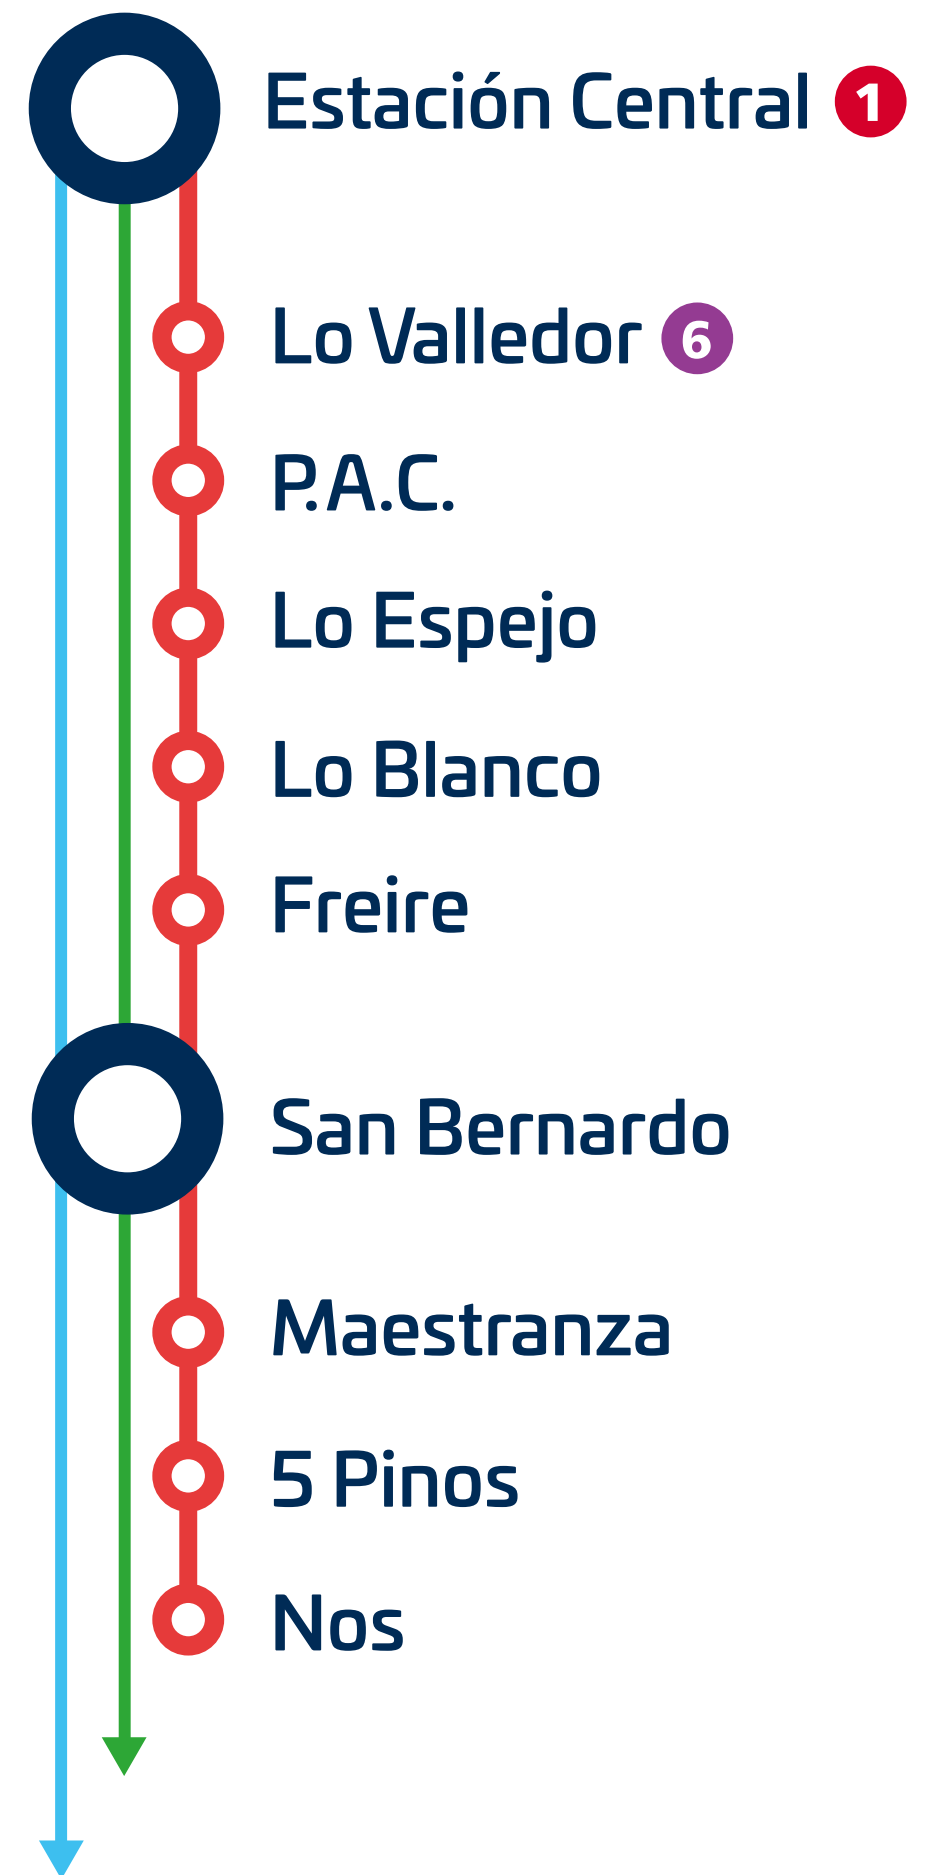 Estación Central 1
Lo Valledor 6
P.A.C.
Lo Espejo
Lo Blanco
Freire
San Bernardo
Maestranza
5 Pinos
Nos